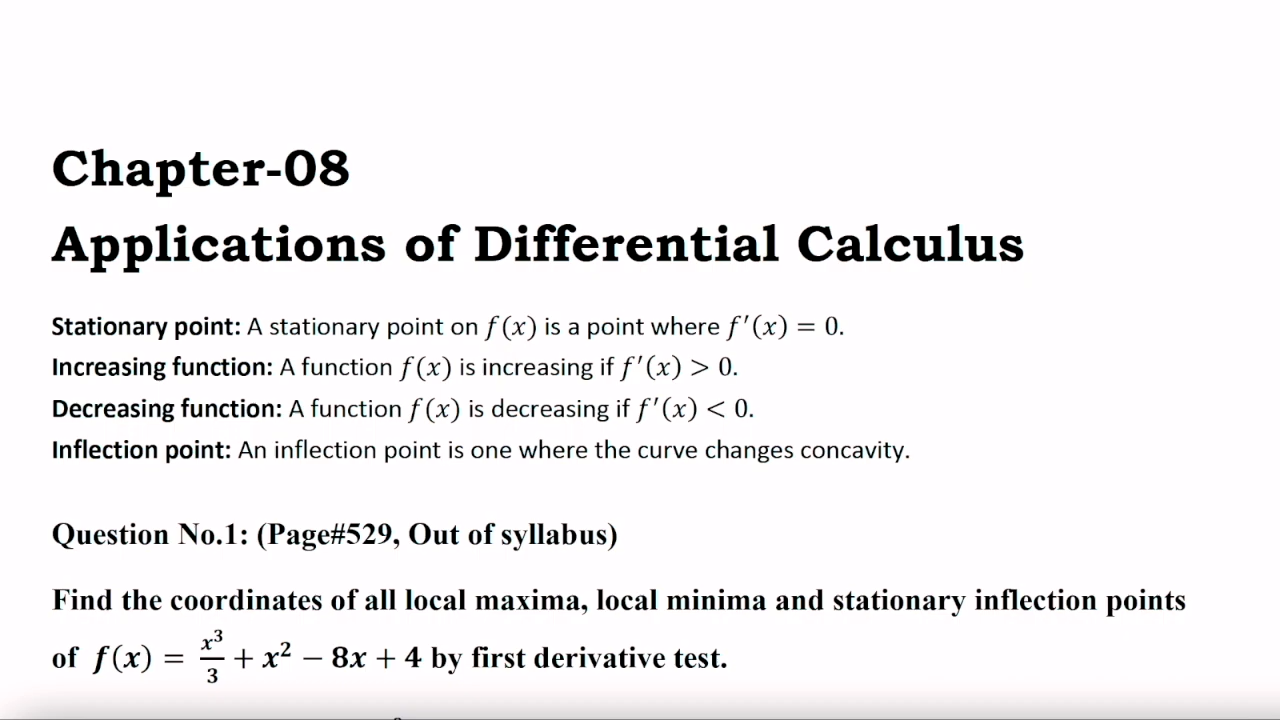 Chapter-08
Applications of Differential Calculus
Stationary point: A stationary point on f(x) is a point where f′(x) = 0.
Increasing function: A function f(x) is increasing if f′(x) > 0.
Decreasing function: A function f(x) is decreasing if f′(x) < 0.
Inflection point: An inflection point is one where the curve changes concavity.
Question No.1: (Page#529, Out of syllabus)
Find the coordinates of all local maxima, local minima and stationary inflection points
of f(x) = x³/3 + x² − 8x + 4 by first derivative test.